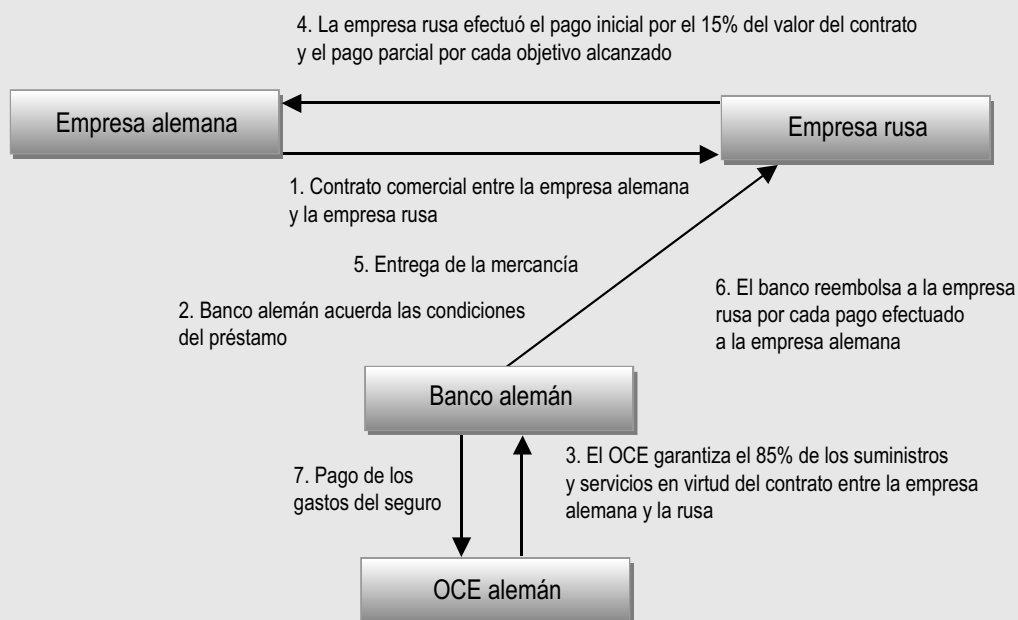 4. La empresa rusa efectuó el pago inicial por el 15% del valor del contrato
y el pago parcial por cada objetivo alcanzado
Empresa alemana
Empresa rusa
1. Contrato comercial entre la empresa alemana
y la empresa rusa
5. Entrega de la mercancía
2. Banco alemán acuerda las condiciones
del préstamo
6. El banco reembolsa a la empresa
rusa por cada pago efectuado
a la empresa alemana
Banco alemán
7. Pago de los
gastos del seguro
3. El OCE garantiza el 85% de los suministros
y servicios en virtud del contrato entre la empresa
alemana y la rusa
OCE alemán